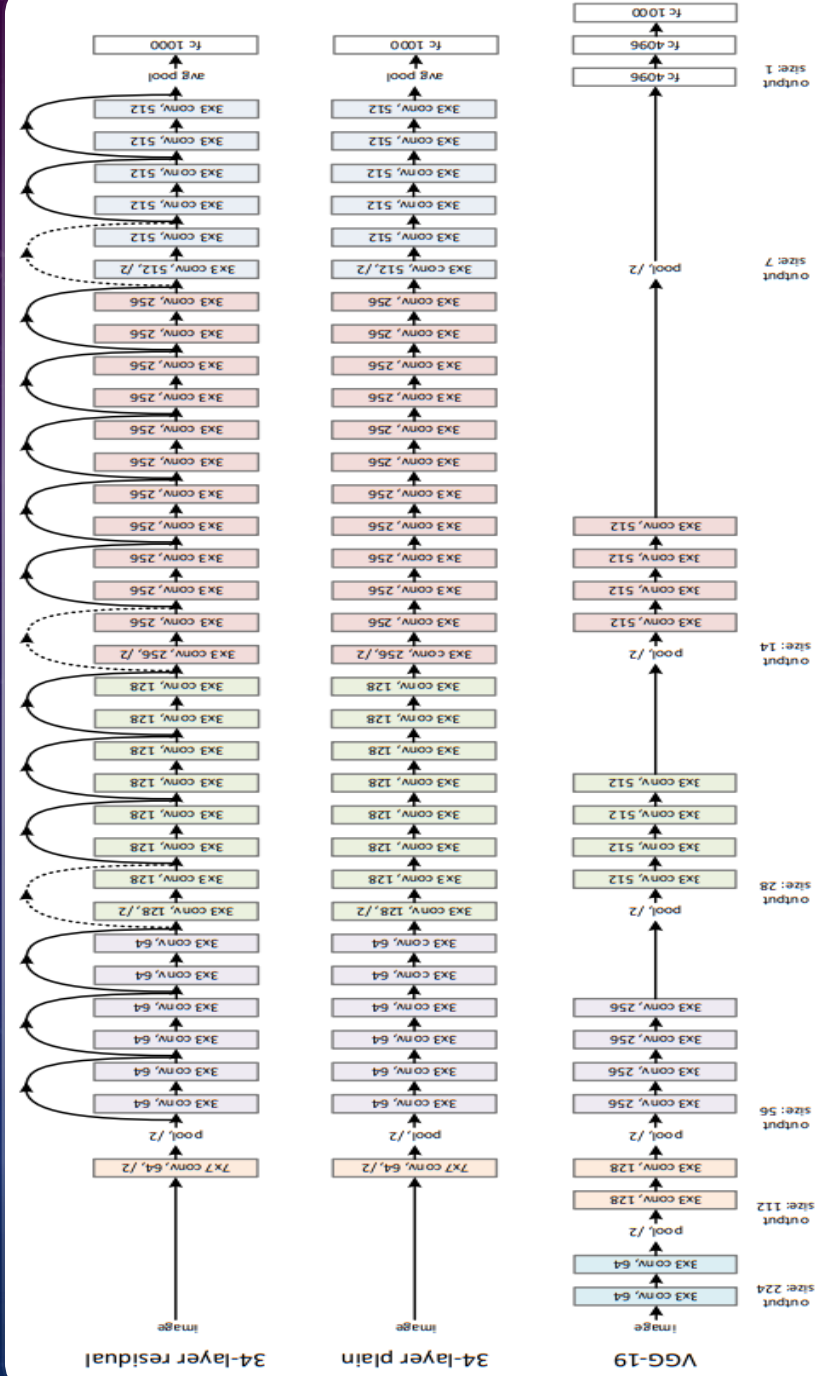 output
size: 224
output
size: 112
output
size: 56
output
size: 28
output
size: 14
output
size: 7
output
size: 1
VGG-19
image
3x3 conv, 64
3x3 conv, 64
pool, /2
3x3 conv, 128
3x3 conv, 128
pool, /2
3x3 conv, 256
3x3 conv, 256
3x3 conv, 256
3x3 conv, 256
pool, /2
3x3 conv, 512
3x3 conv, 512
3x3 conv, 512
3x3 conv, 512
pool, /2
3x3 conv, 512
3x3 conv, 512
3x3 conv, 512
3x3 conv, 512
pool, /2
fc 4096
fc 4096
fc 1000
34-layer plain
image
7x7 conv, 64, /2
pool, /2
3x3 conv, 64
3x3 conv, 64
3x3 conv, 64
3x3 conv, 64
3x3 conv, 64
3x3 conv, 64
3x3 conv, 128, /2
3x3 conv, 128
3x3 conv, 128
3x3 conv, 128
3x3 conv, 128
3x3 conv, 128
3x3 conv, 128
3x3 conv, 128
3x3 conv, 256, /2
3x3 conv, 256
3x3 conv, 256
3x3 conv, 256
3x3 conv, 256
3x3 conv, 256
3x3 conv, 256
3x3 conv, 256
3x3 conv, 256
3x3 conv, 256
3x3 conv, 256
3x3 conv, 256
3x3 conv, 512, /2
3x3 conv, 512
3x3 conv, 512
3x3 conv, 512
3x3 conv, 512
3x3 conv, 512
avg pool
fc 1000
34-layer residual
image
7x7 conv, 64, /2
pool, /2
3x3 conv, 64
3x3 conv, 64
3x3 conv, 64
3x3 conv, 64
3x3 conv, 64
3x3 conv, 64
3x3 conv, 128, /2
3x3 conv, 128
3x3 conv, 128
3x3 conv, 128
3x3 conv, 128
3x3 conv, 128
3x3 conv, 128
3x3 conv, 128
3x3 conv, 256, /2
3x3 conv, 256
3x3 conv, 256
3x3 conv, 256
3x3 conv, 256
3x3 conv, 256
3x3 conv, 256
3x3 conv, 256
3x3 conv, 256
3x3 conv, 256
3x3 conv, 256
3x3 conv, 256
3x3 conv, 512, /2
3x3 conv, 512
3x3 conv, 512
3x3 conv, 512
3x3 conv, 512
3x3 conv, 512
avg pool
fc 1000